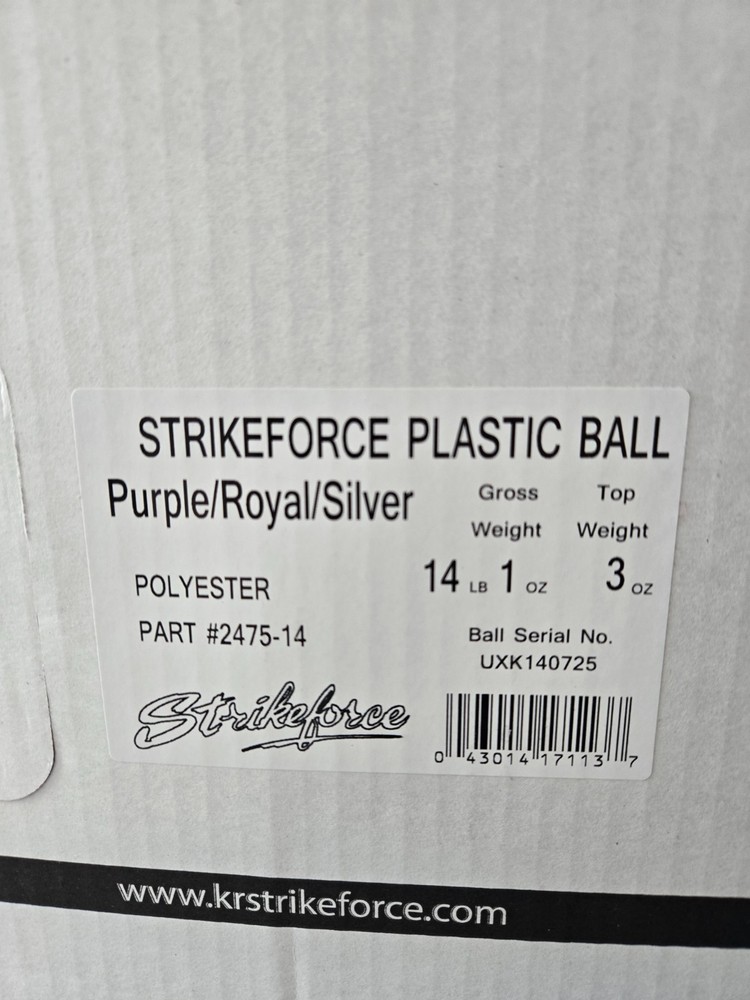 STRIKEFORCE PLASTIC BALL
Purple/Royal/Silver
Gross Top
Weight Weight
14 LB 1 OZ 3 OZ
POLYESTER
PART #2475-14
Ball Serial No.
UXK140725
Strikeforce
0 43014 17113 7
www.krstrikeforce.com